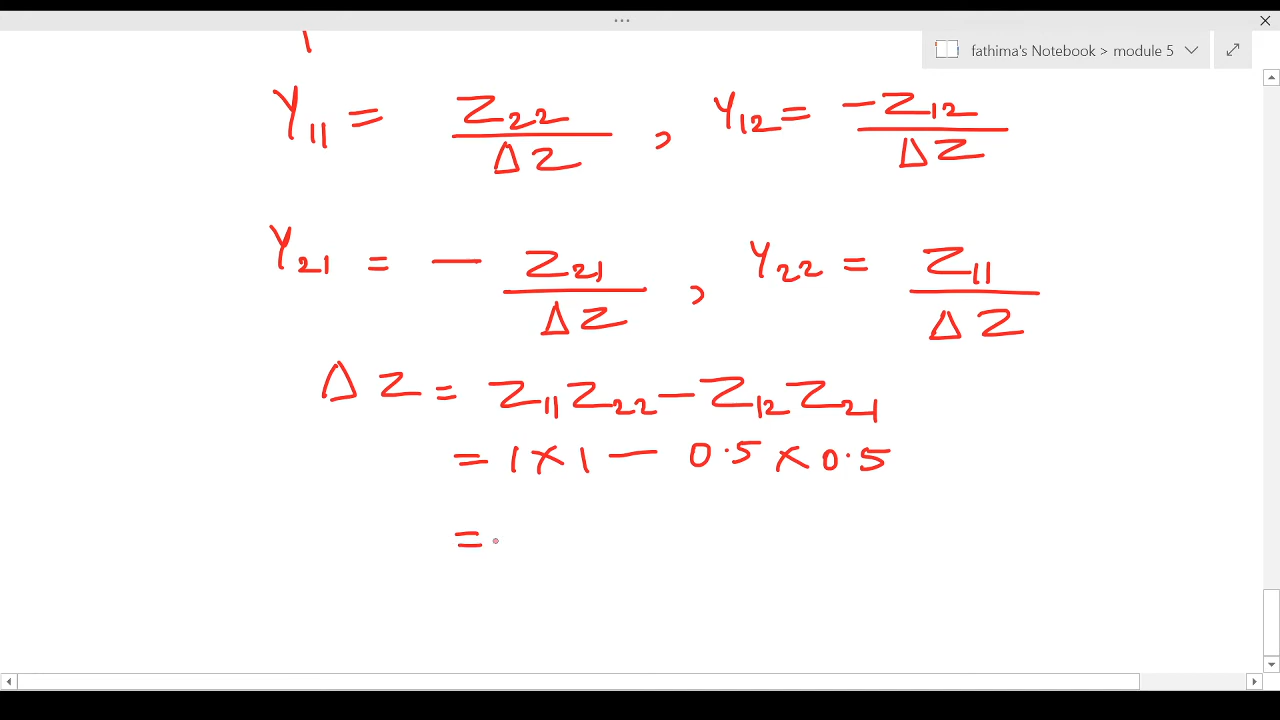 fathima's Notebook > module 5
Y11 = Z22/ΔZ , Y12 = -Z12/ΔZ
Y21 = - Z21/ΔZ , Y22 = Z11/ΔZ
ΔZ = Z11Z22 - Z12Z21
= 1 × 1 - 0.5 × 0.5
=